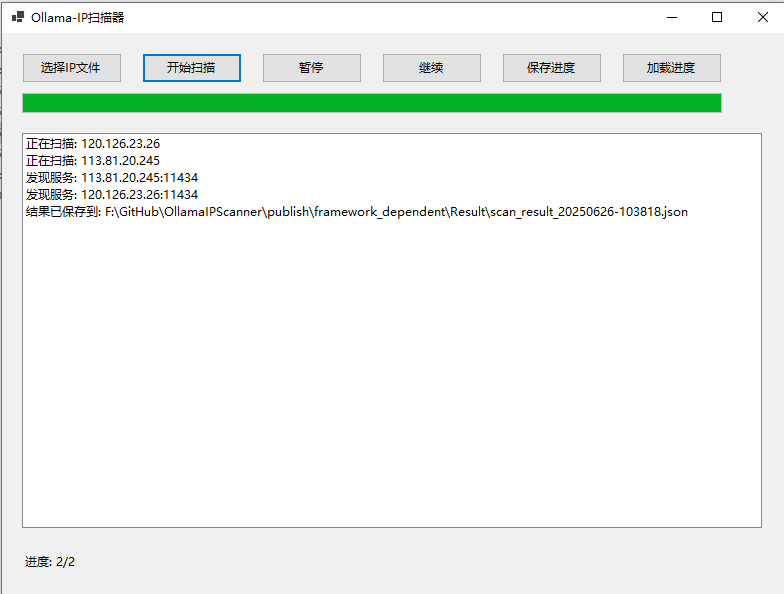 Ollama-IP扫描器
选择IP文件 开始扫描 暂停 继续 保存进度 加载进度
正在扫描: 120.126.23.26
正在扫描: 113.81.20.245
发现服务: 113.81.20.245:11434
发现服务: 120.126.23.26:11434
结果已保存到: F:\GitHub\OllamaIPScanner\publish\framework_dependent\Result\scan_result_20250626-103818.json
进度: 2/2